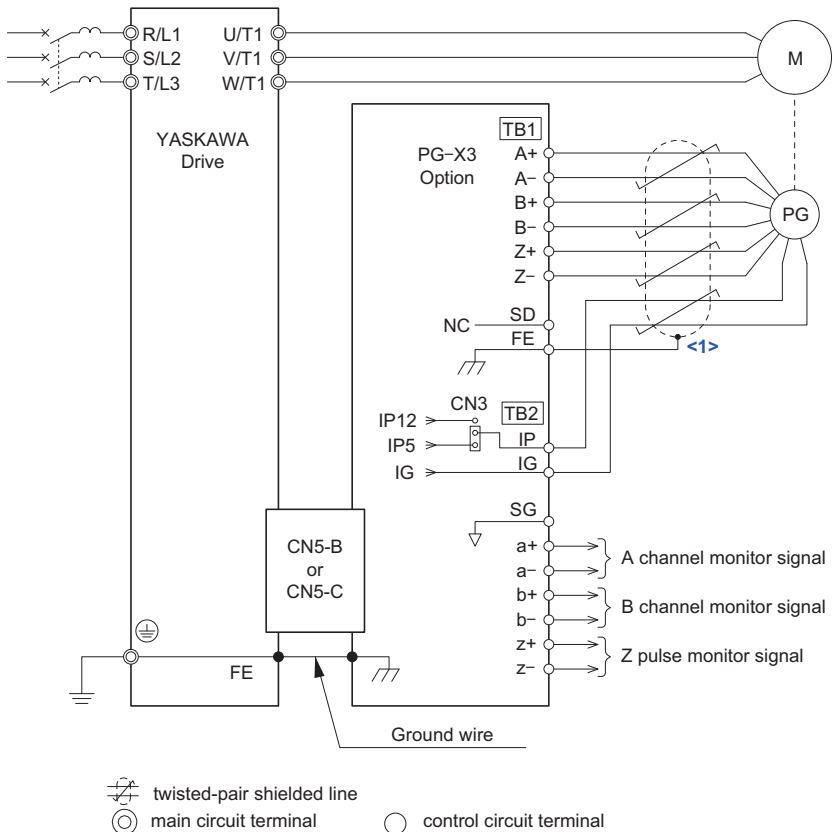 R/L1 U/T1
S/L2 V/T1
T/L3 W/T1
M
YASKAWA
Drive
PG-X3
Option
TB1
A+
A-
B+
B-
Z+
Z-
PG
NC SD
FE
<1>
CN3 TB2
IP12
IP5 IP
IG IG
SG
CN5-B
or
CN5-C
a+
a-
A channel monitor signal
b+
b-
B channel monitor signal
z+
z-
Z pulse monitor signal
FE
Ground wire
twisted-pair shielded line
main circuit terminal
control circuit terminal